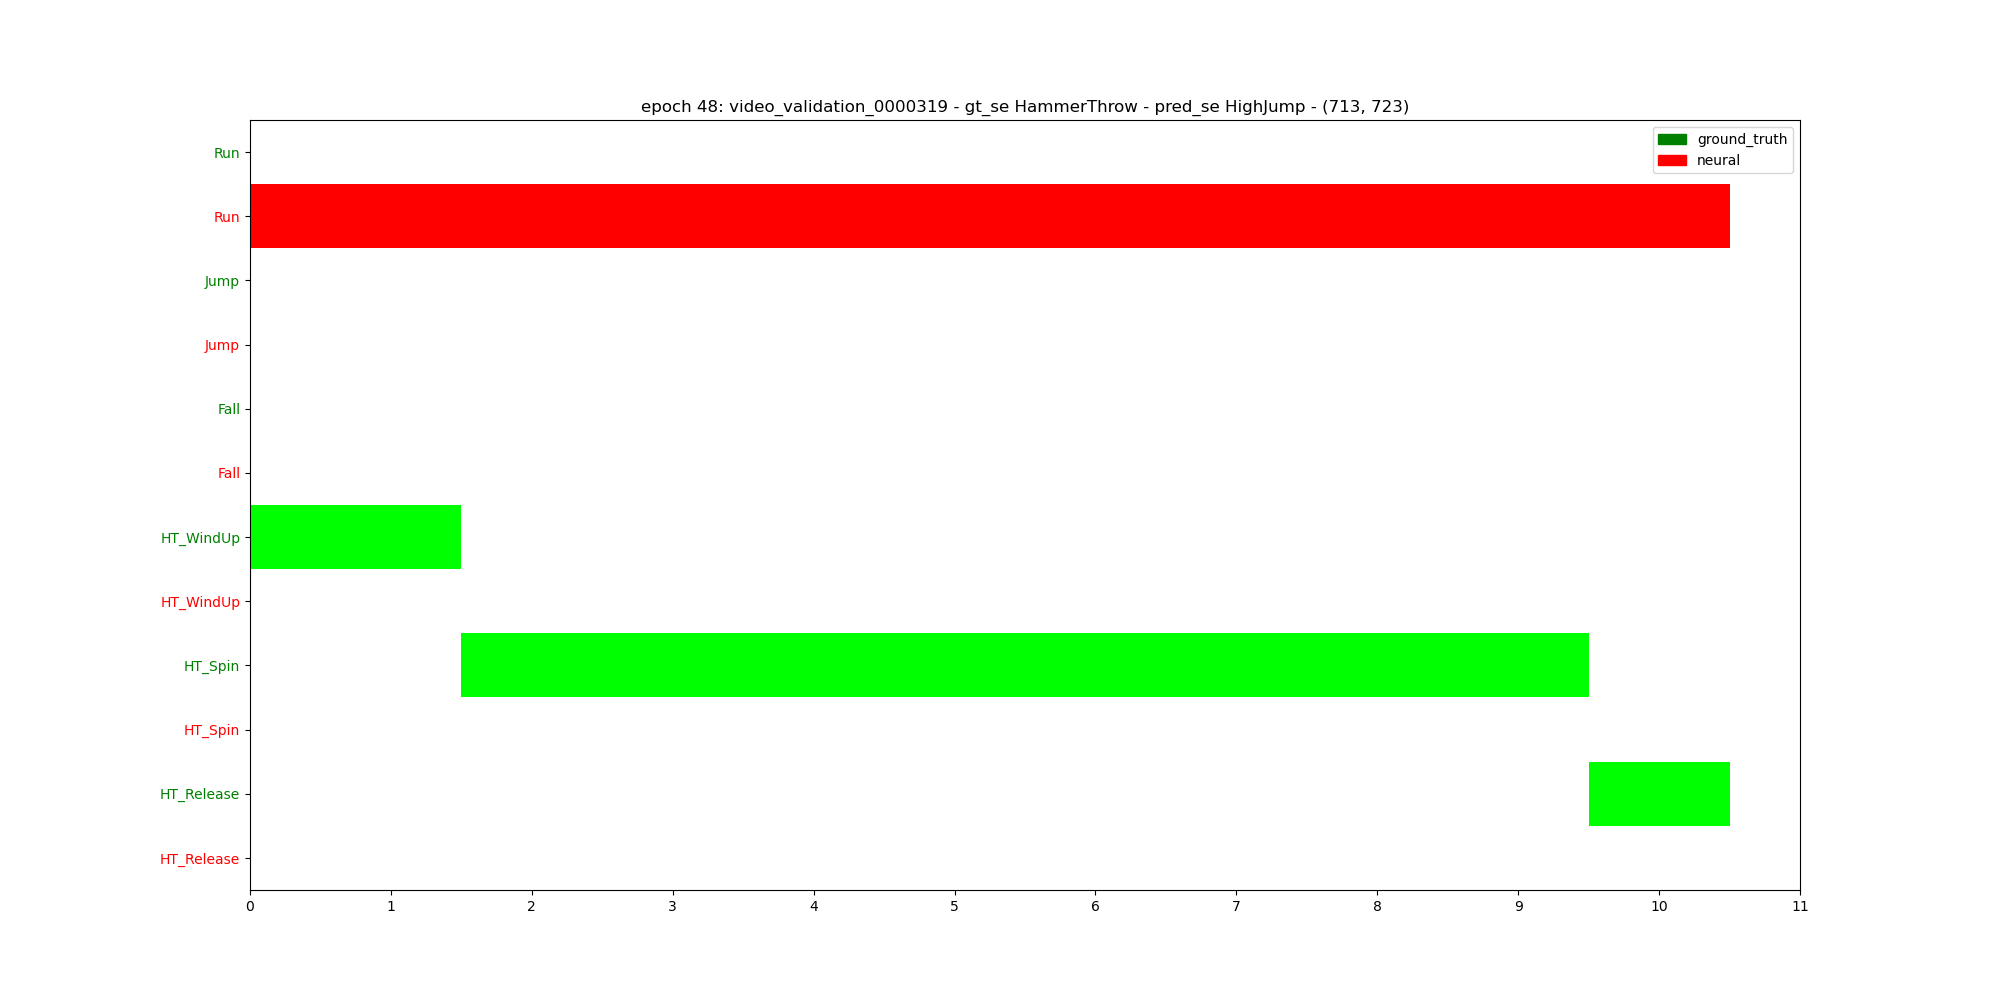 epoch 48: video_validation_0000319 - gt_se HammerThrow - pred_se HighJump - (713, 723)
ground_truth
neural
Run
Run
Jump
Jump
Fall
Fall
HT_WindUp
HT_WindUp
HT_Spin
HT_Spin
HT_Release
HT_Release
0 1 2 3 4 5 6 7 8 9 10 11